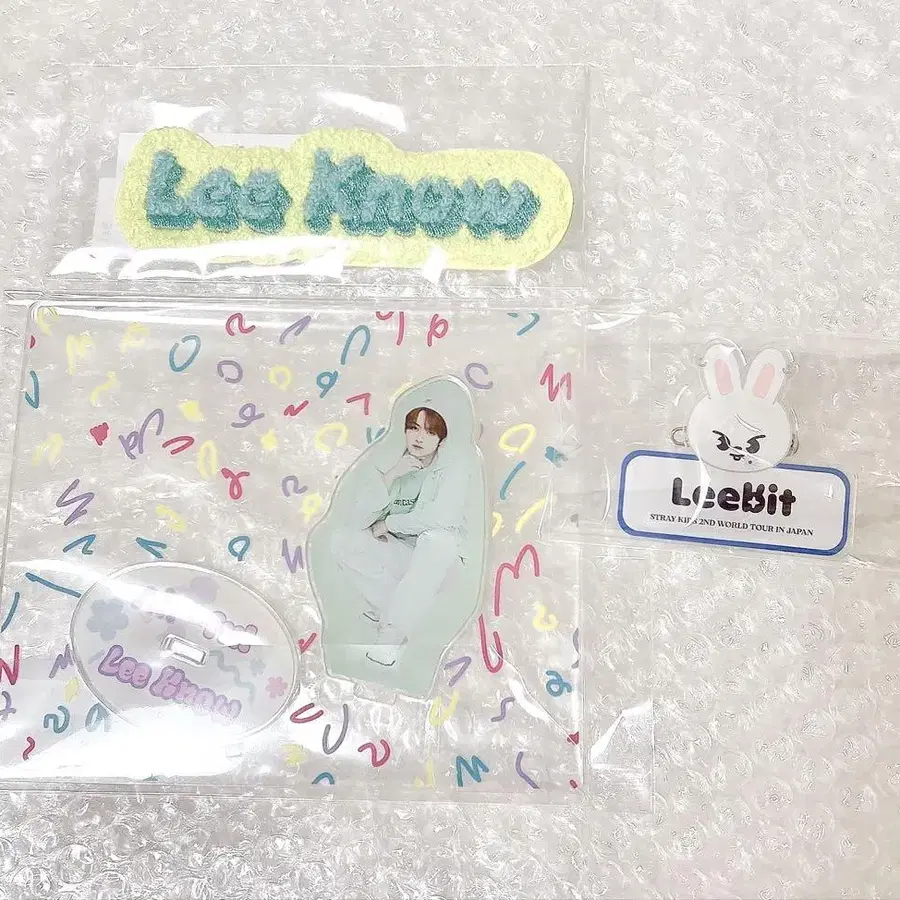 Lee Know
Lee Know
LeeBit
STRAY KIDS 2ND WORLD TOUR IN JAPAN